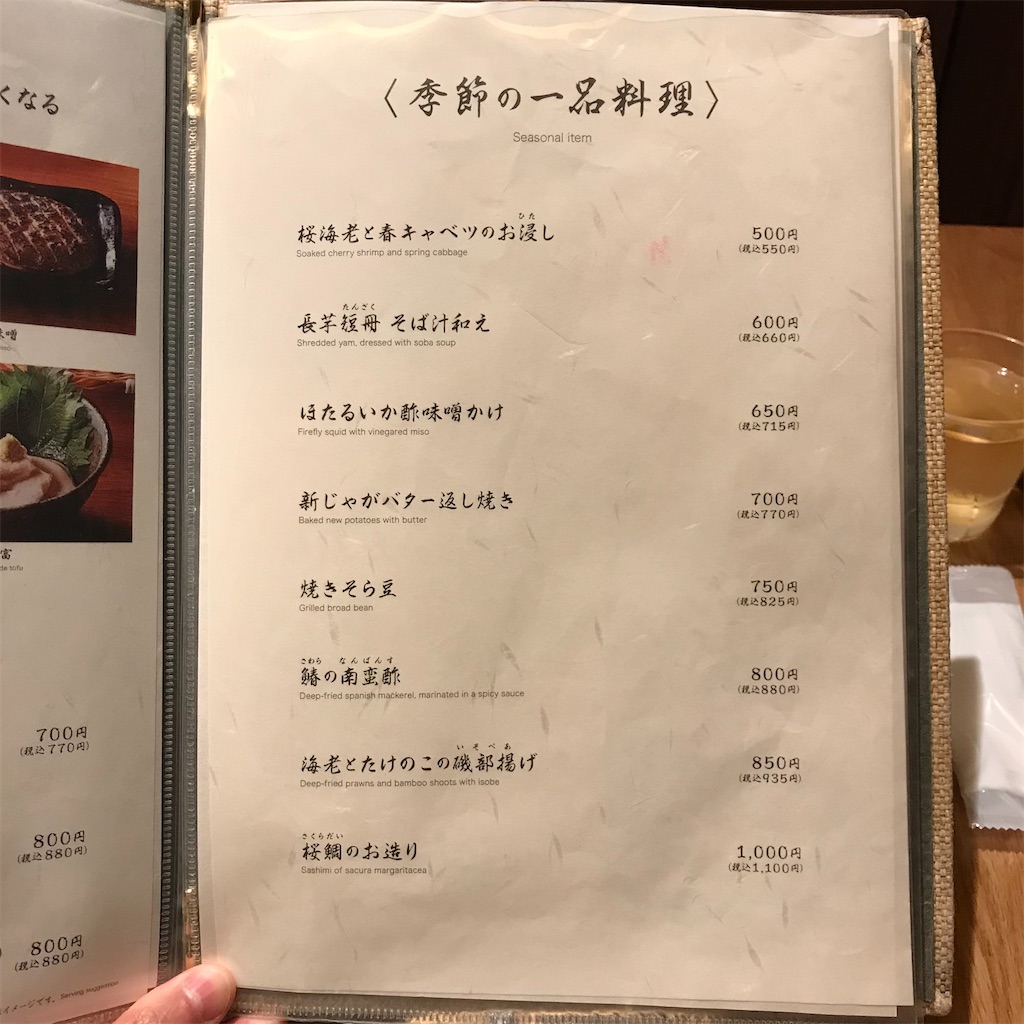 くなる
味噌
富
700円
(税込770円)
800円
(税込880円)
800円
(税込880円)
イメージです。Serving suggestion
〈季節の一品料理〉
Seasonal item
ひた
桜海老と春キャベツのお浸し
Soaked cherry shrimp and spring cabbage
500円
(税込550円)
たんざく
長芋短冊 そば汁和え
Shredded yam, dressed with soba soup
600円
(税込660円)
ほたるいか酢味噌かけ
Firefly squid with vinegared miso
650円
(税込715円)
新じゃがバター返し焼き
Baked new potatoes with butter
700円
(税込770円)
焼きそら豆
Grilled broad bean
750円
(税込825円)
さわら なんばんす
鰆の南蛮酢
Deep-fried spanish mackerel, marinated in a spicy sauce
800円
(税込880円)
いそべあ
海老とたけのこの磯部揚げ
Deep-fried prawns and bamboo shoots with isobe
850円
(税込935円)
さくらだい
桜鯛のお造り
Sashimi of sacura margaritacea
1,000円
(税込1,100円)